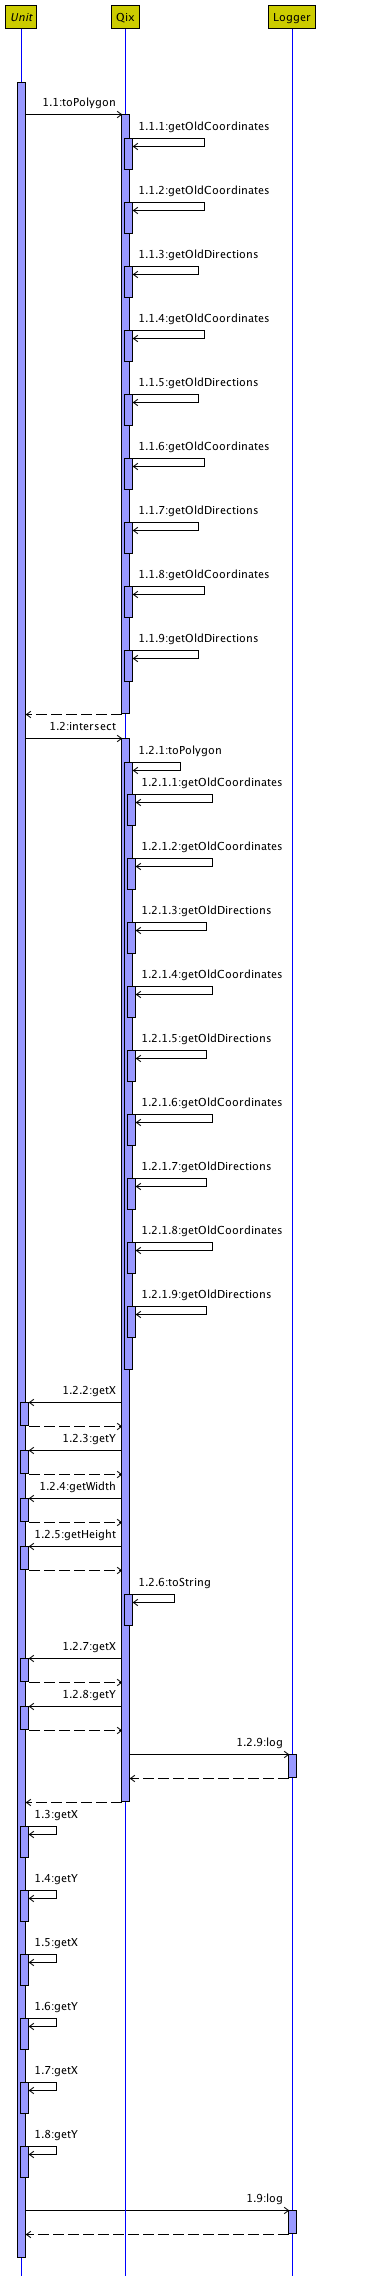 Unit
Qix
Logger
1.1:toPolygon
1.1.1:getOldCoordinates
1.1.2:getOldCoordinates
1.1.3:getOldDirections
1.1.4:getOldCoordinates
1.1.5:getOldDirections
1.1.6:getOldCoordinates
1.1.7:getOldDirections
1.1.8:getOldCoordinates
1.1.9:getOldDirections
1.2:intersect
1.2.1:toPolygon
1.2.1.1:getOldCoordinates
1.2.1.2:getOldCoordinates
1.2.1.3:getOldDirections
1.2.1.4:getOldCoordinates
1.2.1.5:getOldDirections
1.2.1.6:getOldCoordinates
1.2.1.7:getOldDirections
1.2.1.8:getOldCoordinates
1.2.1.9:getOldDirections
1.2.2:getX
1.2.3:getY
1.2.4:getWidth
1.2.5:getHeight
1.2.6:toString
1.2.7:getX
1.2.8:getY
1.2.9:log
1.3:getX
1.4:getY
1.5:getX
1.6:getY
1.7:getX
1.8:getY
1.9:log